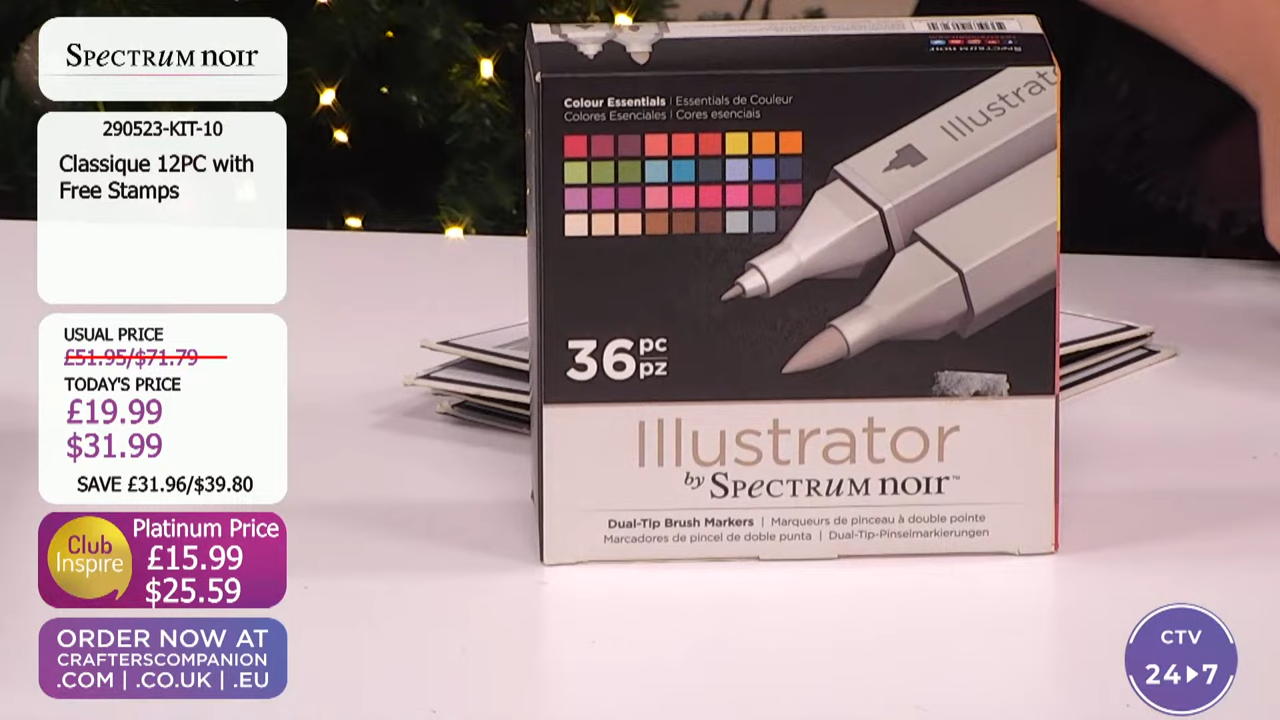 Spectrum noir
290523-KIT-10
Classique 12PC with
Free Stamps
USUAL PRICE
£51.95/$71.79
TODAY'S PRICE
£19.99
$31.99
SAVE £31.96/$39.80
Club
Inspire
Platinum Price
£15.99
$25.59
ORDER NOW AT
CRAFTERSCOMPANION
.COM | .CO.UK | .EU
Spectrum noir
Colour Essentials | Essentials de Couleur
Colores Esenciales | Cores esenciais
Illustrat
36 pc
pz
Illustrator
by Spectrum noir™
Dual-Tip Brush Markers | Marqueurs de pinceau à double pointe
Marcadores de pincel de doble punta | Dual-Tip-Pinselmarkierungen
CTV
24 7